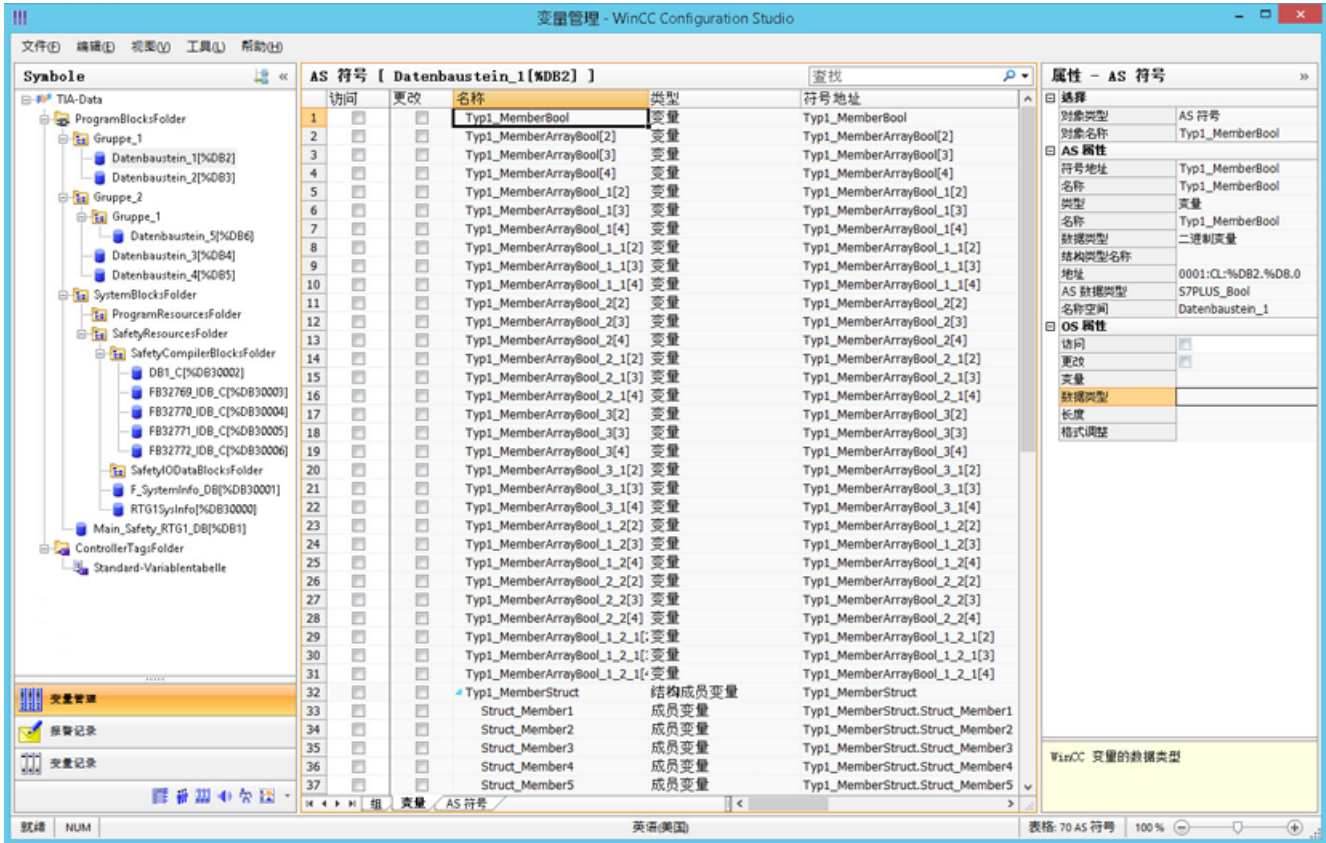 变量管理 - WinCC Configuration Studio
文件(F) 编辑(E) 视图(V) 工具(L) 帮助(H)
Symbole «
TIA-Data
ProgramBlocksFolder
Gruppe_1
Datenbaustein_1[%DB2]
Datenbaustein_2[%DB3]
Gruppe_2
Gruppe_1
Datenbaustein_5[%DB6]
Datenbaustein_3[%DB4]
Datenbaustein_4[%DB5]
SystemBlocksFolder
ProgramResourcesFolder
SafetyResourcesFolder
SafetyCompilerBlocksFolder
DB1_C[%DB30002]
FB32769_IDB_C[%DB30003]
FB32770_IDB_C[%DB30004]
FB32771_IDB_C[%DB30005]
FB32772_IDB_C[%DB30006]
SafetyIODataBlocksFolder
F_SystemInfo_DB[%DB30001]
RTG1SysInfo[%DB30000]
Main_Safety_RTG1_DB[%DB1]
ControllerTagsFolder
Standard-Variablentabelle
变量管理
报警记录
变量记录
AS 符号 [ Datenbaustein_1[%DB2] ] 查找
访问 更改 名称 类型 符号地址
1 Typ1_MemberBool 变量 Typ1_MemberBool
2 Typ1_MemberArrayBool[2] 变量 Typ1_MemberArrayBool[2]
3 Typ1_MemberArrayBool[3] 变量 Typ1_MemberArrayBool[3]
4 Typ1_MemberArrayBool[4] 变量 Typ1_MemberArrayBool[4]
5 Typ1_MemberArrayBool_1[2] 变量 Typ1_MemberArrayBool_1[2]
6 Typ1_MemberArrayBool_1[3] 变量 Typ1_MemberArrayBool_1[3]
7 Typ1_MemberArrayBool_1[4] 变量 Typ1_MemberArrayBool_1[4]
8 Typ1_MemberArrayBool_1_1[2] 变量 Typ1_MemberArrayBool_1_1[2]
9 Typ1_MemberArrayBool_1_1[3] 变量 Typ1_MemberArrayBool_1_1[3]
10 Typ1_MemberArrayBool_1_1[4] 变量 Typ1_MemberArrayBool_1_1[4]
11 Typ1_MemberArrayBool_2[2] 变量 Typ1_MemberArrayBool_2[2]
12 Typ1_MemberArrayBool_2[3] 变量 Typ1_MemberArrayBool_2[3]
13 Typ1_MemberArrayBool_2[4] 变量 Typ1_MemberArrayBool_2[4]
14 Typ1_MemberArrayBool_2_1[2] 变量 Typ1_MemberArrayBool_2_1[2]
15 Typ1_MemberArrayBool_2_1[3] 变量 Typ1_MemberArrayBool_2_1[3]
16 Typ1_MemberArrayBool_2_1[4] 变量 Typ1_MemberArrayBool_2_1[4]
17 Typ1_MemberArrayBool_3[2] 变量 Typ1_MemberArrayBool_3[2]
18 Typ1_MemberArrayBool_3[3] 变量 Typ1_MemberArrayBool_3[3]
19 Typ1_MemberArrayBool_3[4] 变量 Typ1_MemberArrayBool_3[4]
20 Typ1_MemberArrayBool_3_1[2] 变量 Typ1_MemberArrayBool_3_1[2]
21 Typ1_MemberArrayBool_3_1[3] 变量 Typ1_MemberArrayBool_3_1[3]
22 Typ1_MemberArrayBool_3_1[4] 变量 Typ1_MemberArrayBool_3_1[4]
23 Typ1_MemberArrayBool_1_2[2] 变量 Typ1_MemberArrayBool_1_2[2]
24 Typ1_MemberArrayBool_1_2[3] 变量 Typ1_MemberArrayBool_1_2[3]
25 Typ1_MemberArrayBool_1_2[4] 变量 Typ1_MemberArrayBool_1_2[4]
26 Typ1_MemberArrayBool_2_2[2] 变量 Typ1_MemberArrayBool_2_2[2]
27 Typ1_MemberArrayBool_2_2[3] 变量 Typ1_MemberArrayBool_2_2[3]
28 Typ1_MemberArrayBool_2_2[4] 变量 Typ1_MemberArrayBool_2_2[4]
29 Typ1_MemberArrayBool_1_2_1[ 变量 Typ1_MemberArrayBool_1_2_1[2]
30 Typ1_MemberArrayBool_1_2_1[ 变量 Typ1_MemberArrayBool_1_2_1[3]
31 Typ1_MemberArrayBool_1_2_1[ 变量 Typ1_MemberArrayBool_1_2_1[4]
32 Typ1_MemberStruct 结构成员变量 Typ1_MemberStruct
33 Struct_Member1 成员变量 Typ1_MemberStruct.Struct_Member1
34 Struct_Member2 成员变量 Typ1_MemberStruct.Struct_Member2
35 Struct_Member3 成员变量 Typ1_MemberStruct.Struct_Member3
36 Struct_Member4 成员变量 Typ1_MemberStruct.Struct_Member4
37 Struct_Member5 成员变量 Typ1_MemberStruct.Struct_Member5
组 变量 AS 符号
属性 - AS 符号 »
选择
对象类型 AS 符号
对象名称 Typ1_MemberBool
AS 属性
符号地址 Typ1_MemberBool
名称 Typ1_MemberBool
类型 变量
名称 Typ1_MemberBool
数据类型 二进制变量
结构类型名称
地址 0001:CL:%DB2.%DB.0
AS 数据类型 S7PLUS_Bool
名称空间 Datenbaustein_1
OS 属性
访问
更改
变量
数据类型
长度
格式调整
WinCC 变量的数据类型
就绪 NUM 英语(美国) 表格: 70 AS 符号 100 %